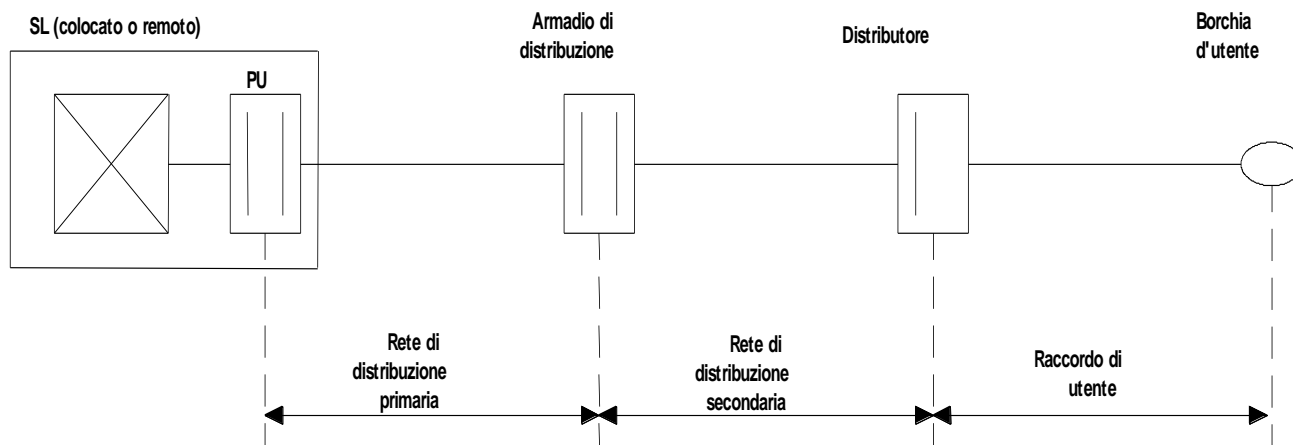 SL (colocato o remoto)
PU
Armadio di
distribuzione
Distributore
Borchia
d'utente
Rete di
distribuzione
primaria
Rete di
distribuzione
secondaria
Raccordo di
utente